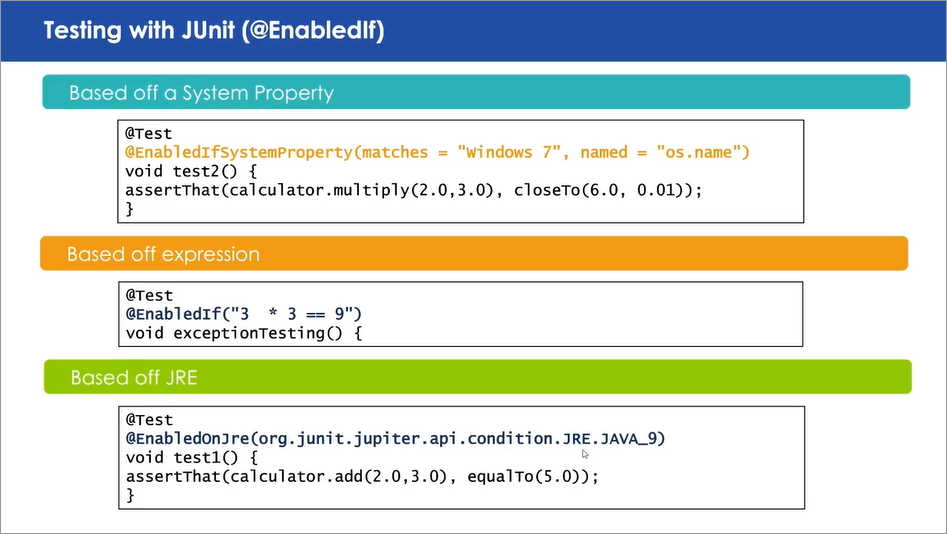 Testing with JUnit (@EnabledIf)
Based off a System Property
@Test
@EnabledIfSystemProperty(matches = "Windows 7", named = "os.name")
void test2() {
assertThat(calculator.multiply(2.0,3.0), closeTo(6.0, 0.01));
}
Based off expression
@Test
@EnabledIf("3  * 3 == 9")
void exceptionTesting() {
Based off JRE
@Test
@EnabledOnJre(org.junit.jupiter.api.condition.JRE.JAVA_9)
void test1() {
assertThat(calculator.add(2.0,3.0), equalTo(5.0));
}